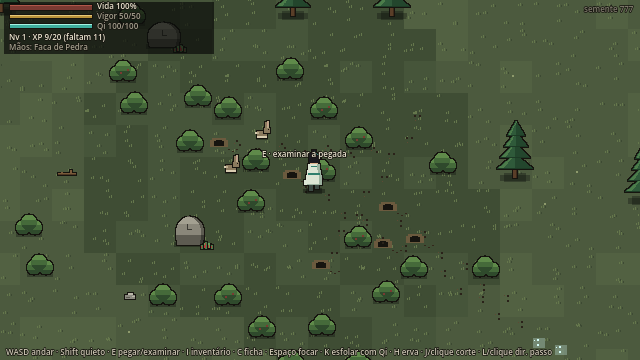 Vida 100%
semente 777
Vigor 50/50
Qi 100/100
Nv 1 · XP 9/20 (faltam 11)
Mãos: Faca de Pedra
E · examinar a pegada
WASD andar · Shift quieto · E pegar/examinar · I inventário · C ficha · Espaço focar · K esfolar com Qi · H erva · J/clique corte · L/clique dir. passo